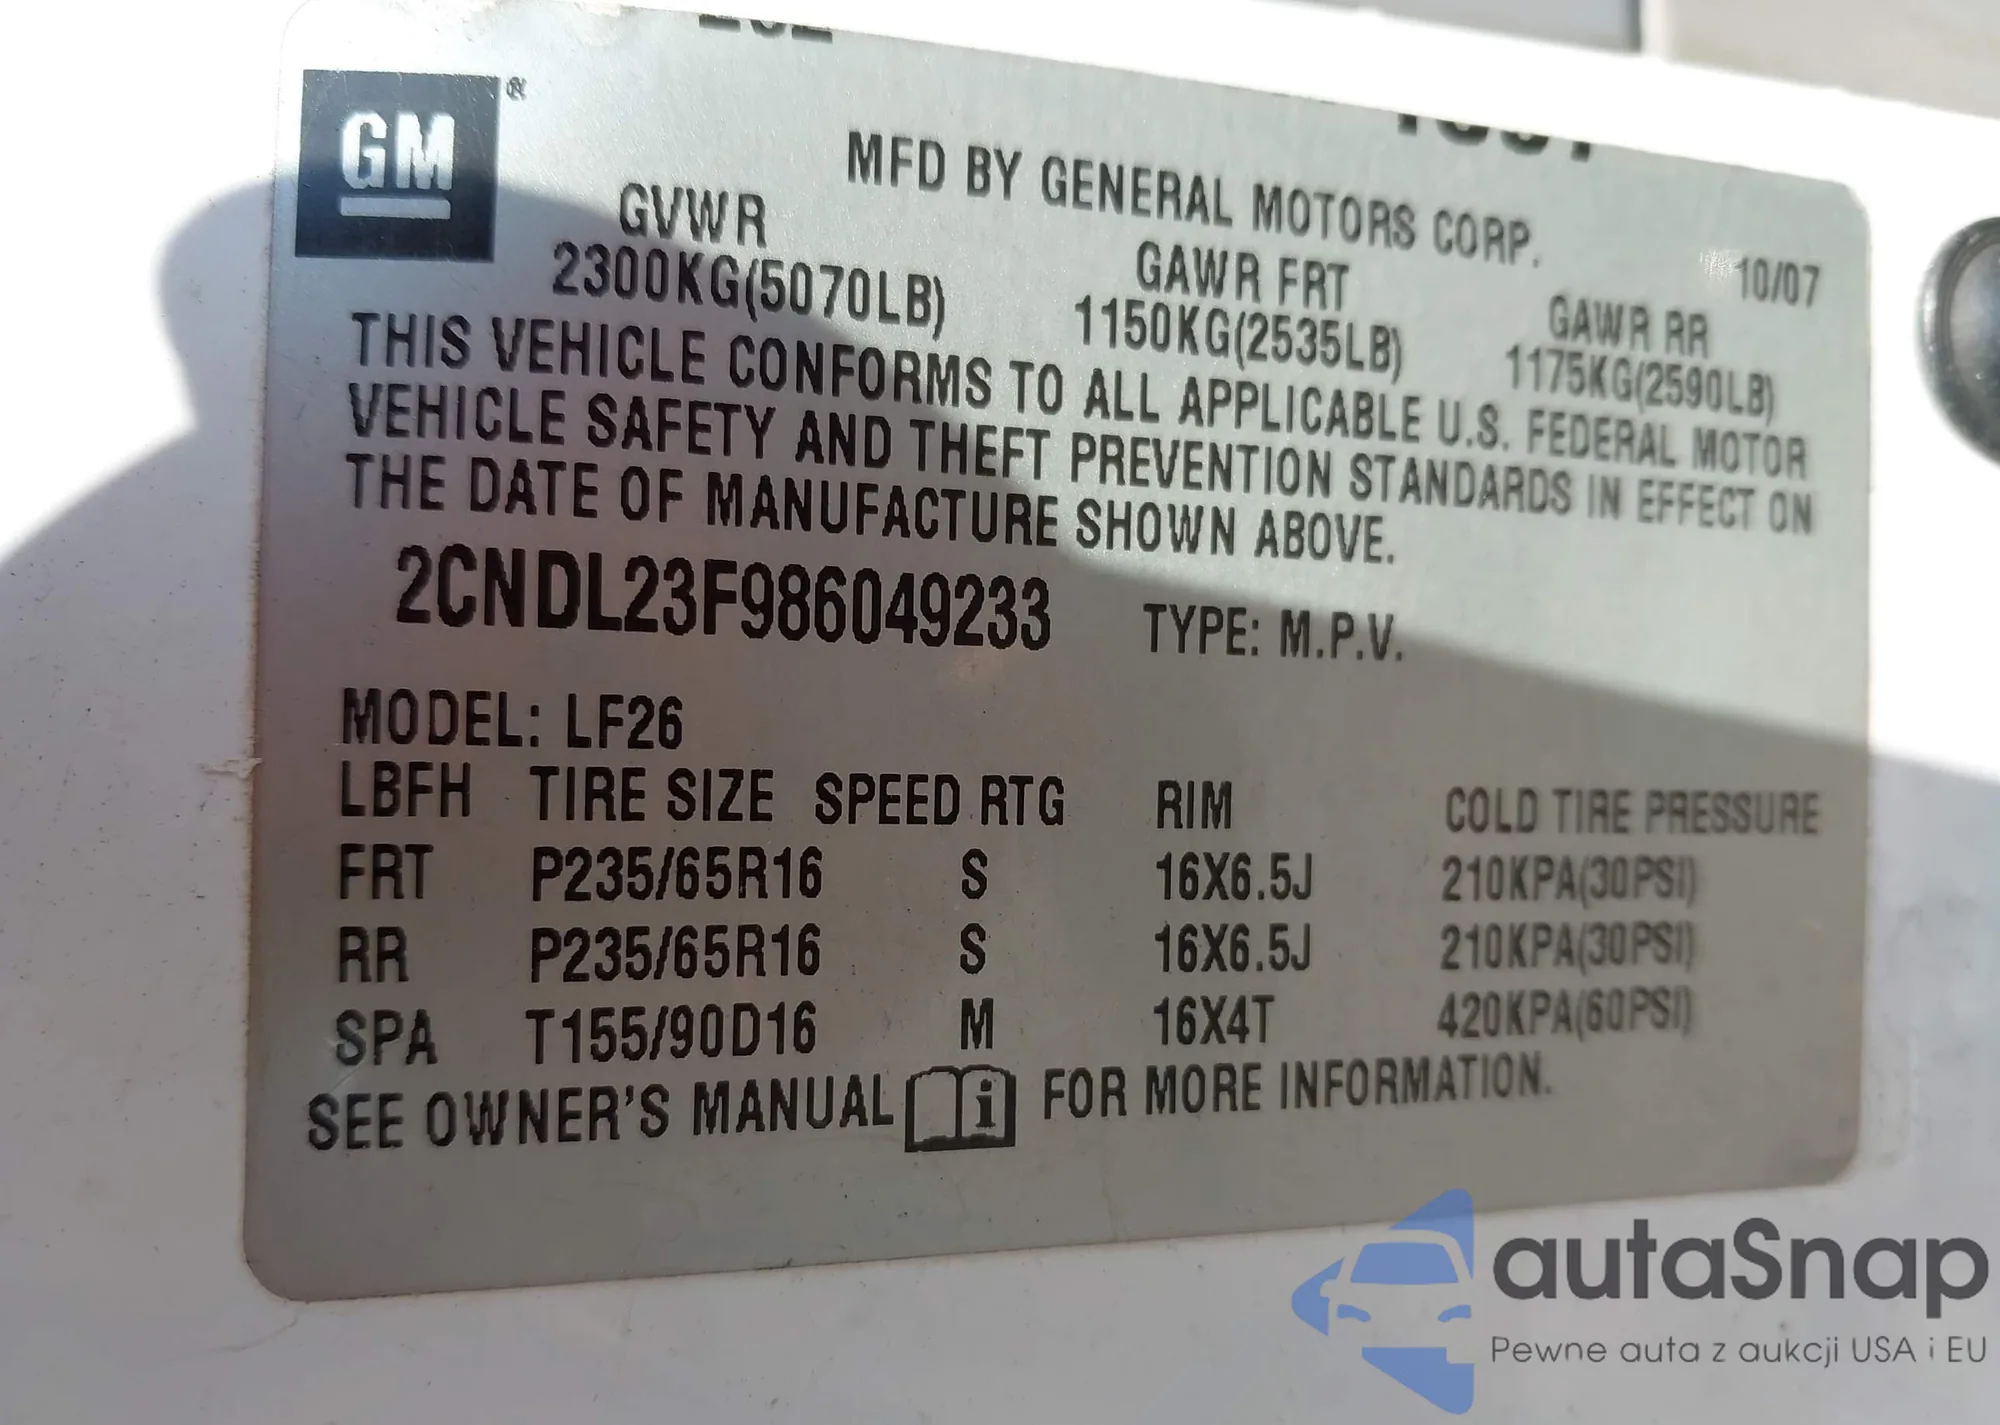 GM®
MFD BY GENERAL MOTORS CORP.
10/07
GVWR GAWR FRT GAWR RR
2300KG(5070LB) 1150KG(2535LB) 1175KG(2590LB)
THIS VEHICLE CONFORMS TO ALL APPLICABLE U.S. FEDERAL MOTOR
VEHICLE SAFETY AND THEFT PREVENTION STANDARDS IN EFFECT ON
THE DATE OF MANUFACTURE SHOWN ABOVE.
2CNDL23F986049233 TYPE: M.P.V.
MODEL: LF26
LBFH TIRE SIZE SPEED RTG RIM COLD TIRE PRESSURE
FRT P235/65R16 S 16X6.5J 210KPA(30PSI)
RR P235/65R16 S 16X6.5J 210KPA(30PSI)
SPA T155/90D16 M 16X4T 420KPA(60PSI)
SEE OWNER'S MANUAL i FOR MORE INFORMATION.
autaSnap
Pewne auta z aukcji USA i EU